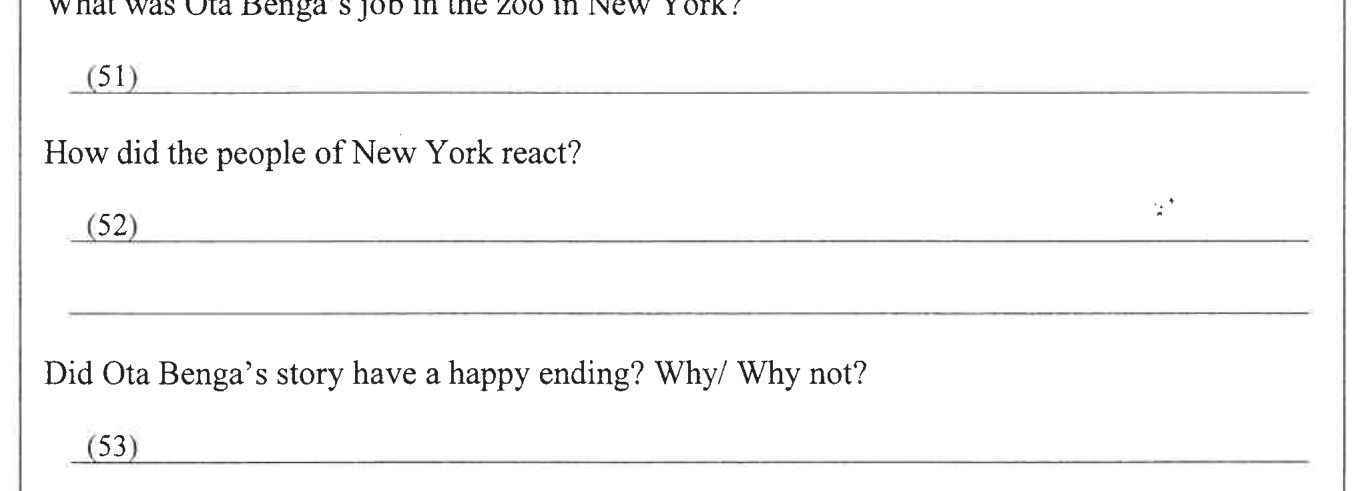 What was Ota Benga's job in the zoo in New York?
(51)
How did the people of New York react?
(52)
Did Ota Benga's story have a happy ending? Why/ Why not?
(53)